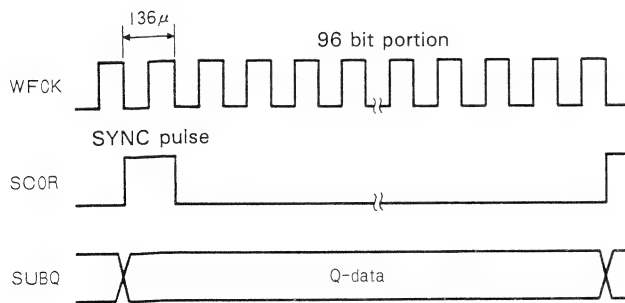 136μ
96 bit portion
WFCK
SYNC pulse
SCOR
SUBQ
Q-data